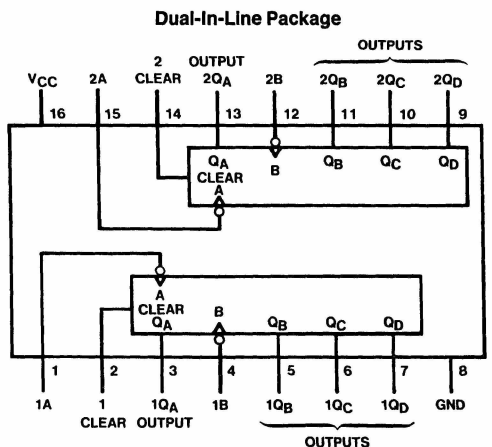 Dual-In-Line Package
OUTPUTS
2 OUTPUT
VCC 2A CLEAR 2QA 2B 2QB 2QC 2QD
16 15 14 13 12 11 10 9
QA B QB QC QD
CLEAR
A
A
CLEAR B
QA QB QC QD
1 2 3 4 5 6 7 8
1A 1 1QA 1B 1QB 1QC 1QD GND
CLEAR OUTPUT
OUTPUTS